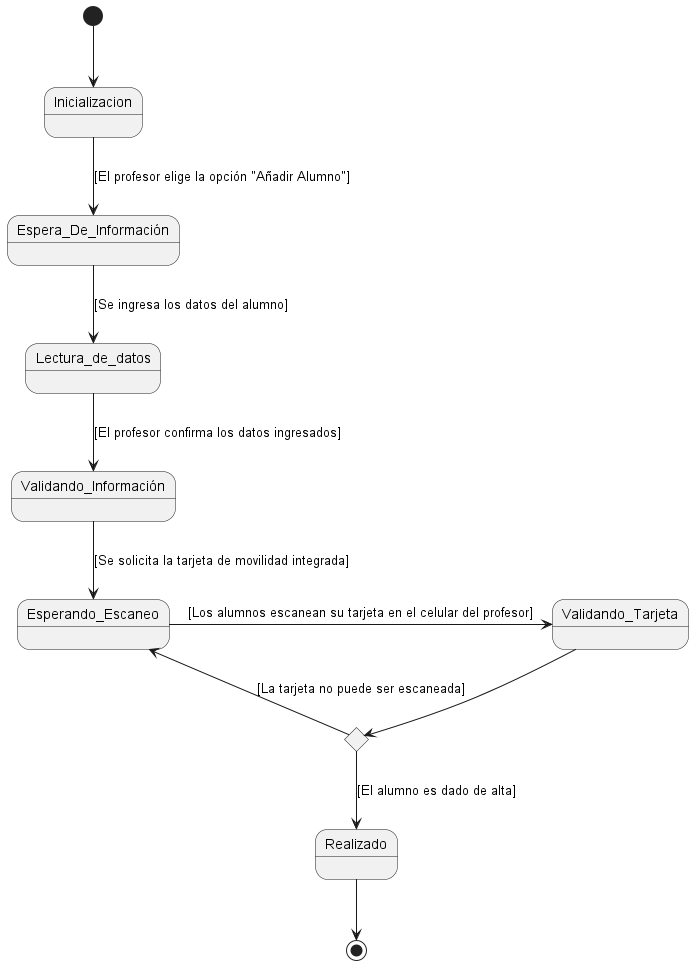 Inicializacion
[El profesor elige la opción "Añadir Alumno"]
Espera_De_Información
[Se ingresa los datos del alumno]
Lectura_de_datos
[El profesor confirma los datos ingresados]
Validando_Información
[Se solicita la tarjeta de movilidad integrada]
Esperando_Escaneo
[Los alumnos escanean su tarjeta en el celular del profesor]
Validando_Tarjeta
[La tarjeta no puede ser escaneada]
[El alumno es dado de alta]
Realizado